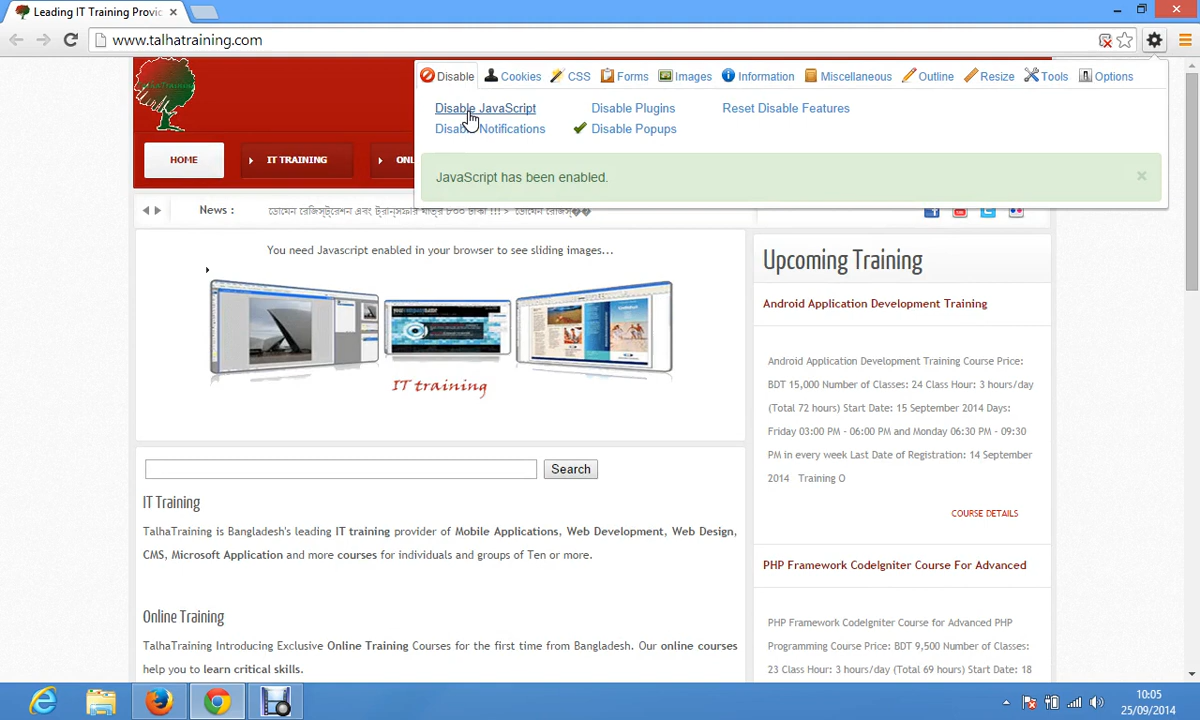 Leading IT Training Provic
www.talhatraining.com
Disable Cookies CSS Forms Images Information Miscellaneous Outline Resize Tools Options
Disable JavaScript Disable Plugins Reset Disable Features
Disable Notifications Disable Popups
JavaScript has been enabled.
HOME IT TRAINING ONL
News : ডোমেন রেজিস্ট্রেশন এবং ট্রান্সফার মাত্র ৮০০ টাকা !!! > ডোমেন রেজিস্��
You need Javascript enabled in your browser to see sliding images...
IT training
Search
IT Training
TalhaTraining is Bangladesh's leading IT training provider of Mobile Applications, Web Development, Web Design,
CMS, Microsoft Application and more courses for individuals and groups of Ten or more.
Online Training
TalhaTraining Introducing Exclusive Online Training Courses for the first time from Bangladesh. Our online courses
help you to learn critical skills.
Upcoming Training
Android Application Development Training
Android Application Development Training Course Price:
BDT 15,000 Number of Classes: 24 Class Hour: 3 hours/day
(Total 72 hours) Start Date: 15 September 2014 Days:
Friday 03:00 PM - 06:00 PM and Monday 06:30 PM - 09:30
PM in every week Last Date of Registration: 14 September
2014 Training O
COURSE DETAILS
PHP Framework CodeIgniter Course For Advanced
PHP Framework CodeIgniter Course for Advanced PHP
Programming Course Price: BDT 9,500 Number of Classes:
23 Class Hour: 3 hours/day (Total 69 hours) Start Date: 18
10:05
25/09/2014